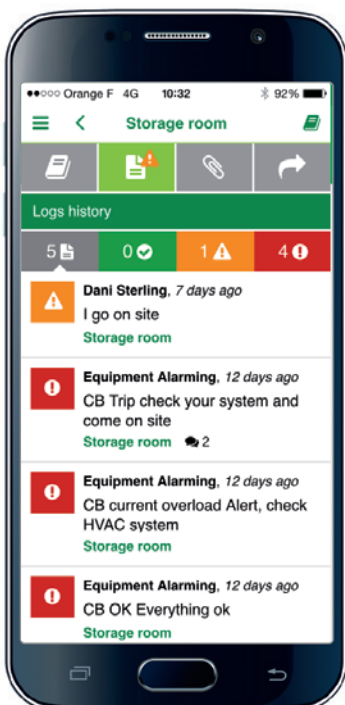 Orange F 4G 10:32 92%
Storage room
Logs history
5 0 1 4
Dani Sterling, 7 days ago
I go on site
Storage room
Equipment Alarming, 12 days ago
CB Trip check your system and
come on site
Storage room 2
Equipment Alarming, 12 days ago
CB current overload Alert, check
HVAC system
Storage room
Equipment Alarming, 12 days ago
CB OK Everything ok
Storage room